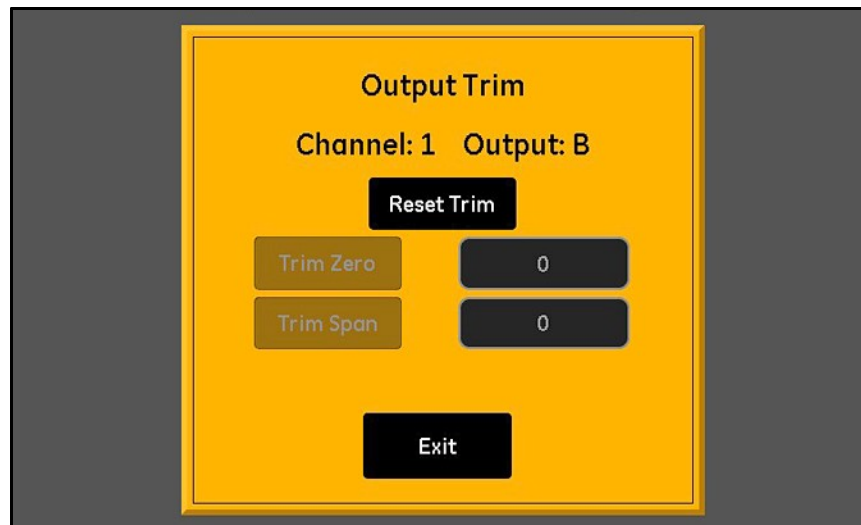 Output Trim
Channel: 1 Output: B
Reset Trim
Trim Zero 0
Trim Span 0
Exit